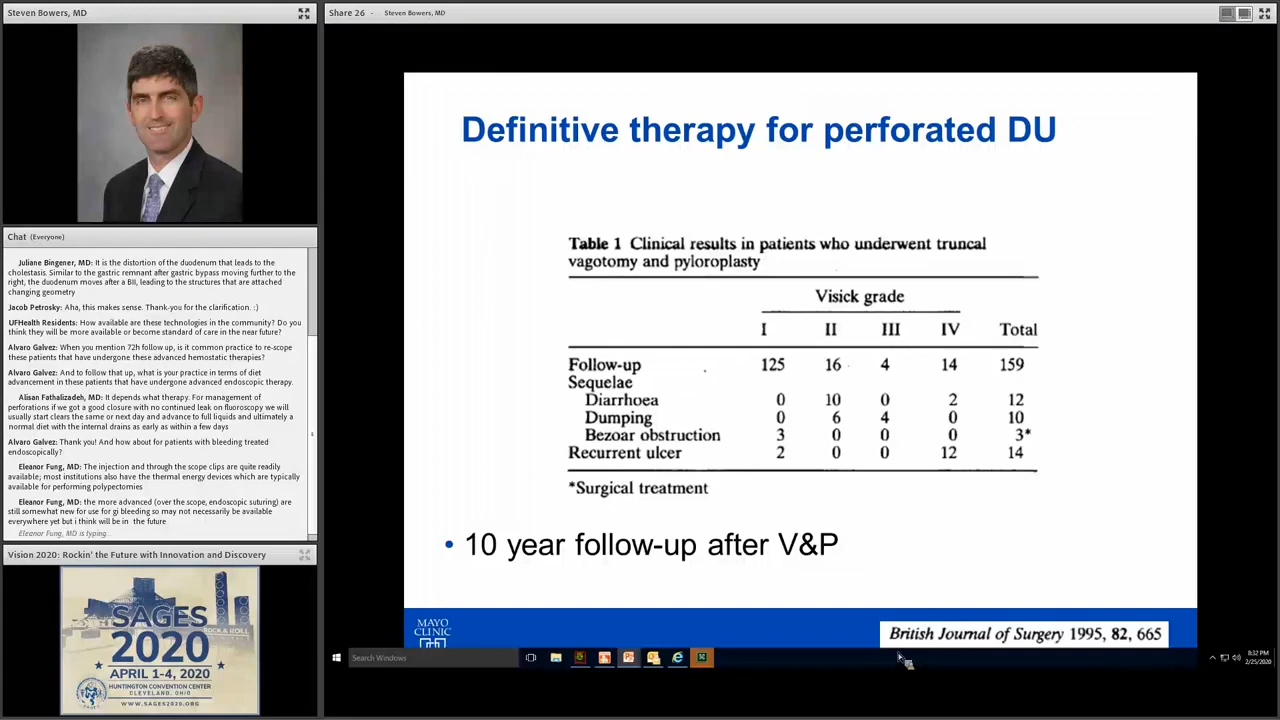 Steven Bowers, MD
Share 26 - Steven Bowers, MD
Chat (Everyone)
Juliane Bingener, MD: It is the distortion of the duodenum that leads to the
cholestasis. Similar to the gastric remnant after gastric bypass moving further to the
right, the duodenum moves after a BII, leading to the structures that are attached
changing geometry
Jacob Petrosky: Aha, this makes sense. Thank-you for the clarification. :)
UFHealth Residents: How available are these technologies in the community? Do you
think they will be more available or become standard of care in the near future?
Alvaro Galvez: When you mention 72h follow up, is it common practice to re-scope
these patients that have undergone these advanced hemostatic therapies?
Alvaro Galvez: And to follow that up, what is your practice in terms of diet
advancement in these patients that have undergone advanced endoscopic therapy.
Alisan Fathalizadeh, MD: It depends what therapy. For management of
perforations if we got a good closure with no continued leak on fluoroscopy we will
usually start clears the same or next day and advance to full liquids and ultimately a
normal diet with the internal drains as early as within a few days
Alvaro Galvez: Thank you! And how about for patients with bleeding treated
endoscopically?
Eleanor Fung, MD: The injection and through the scope clips are quite readily
available; most institutions also have the thermal energy devices which are typically
available for performing polypectomies
Eleanor Fung, MD: the more advanced (over the scope, endoscopic suturing) are
still somewhat new for use for gi bleeding so may not necessarily be available
everywhere yet but i think will be in the future
Eleanor Fung, MD is typing...
Vision 2020: Rockin' the Future with Innovation and Discovery
SAGES
2020
ROCK & ROLL
APRIL 1-4, 2020
HUNTINGTON CONVENTION CENTER
CLEVELAND, OHIO
WWW.SAGES2020.ORG
Definitive therapy for perforated DU
Table 1 Clinical results in patients who underwent truncal
vagotomy and pyloroplasty
Visick grade
I II III IV Total
Follow-up 125 16 4 14 159
Sequelae
Diarrhoea 0 10 0 2 12
Dumping 0 6 4 0 10
Bezoar obstruction 3 0 0 0 3*
Recurrent ulcer 2 0 0 12 14
*Surgical treatment
• 10 year follow-up after V&P
MAYO
CLINIC
British Journal of Surgery 1995, 82, 665
Search Windows
8:32 PM
2/25/2020